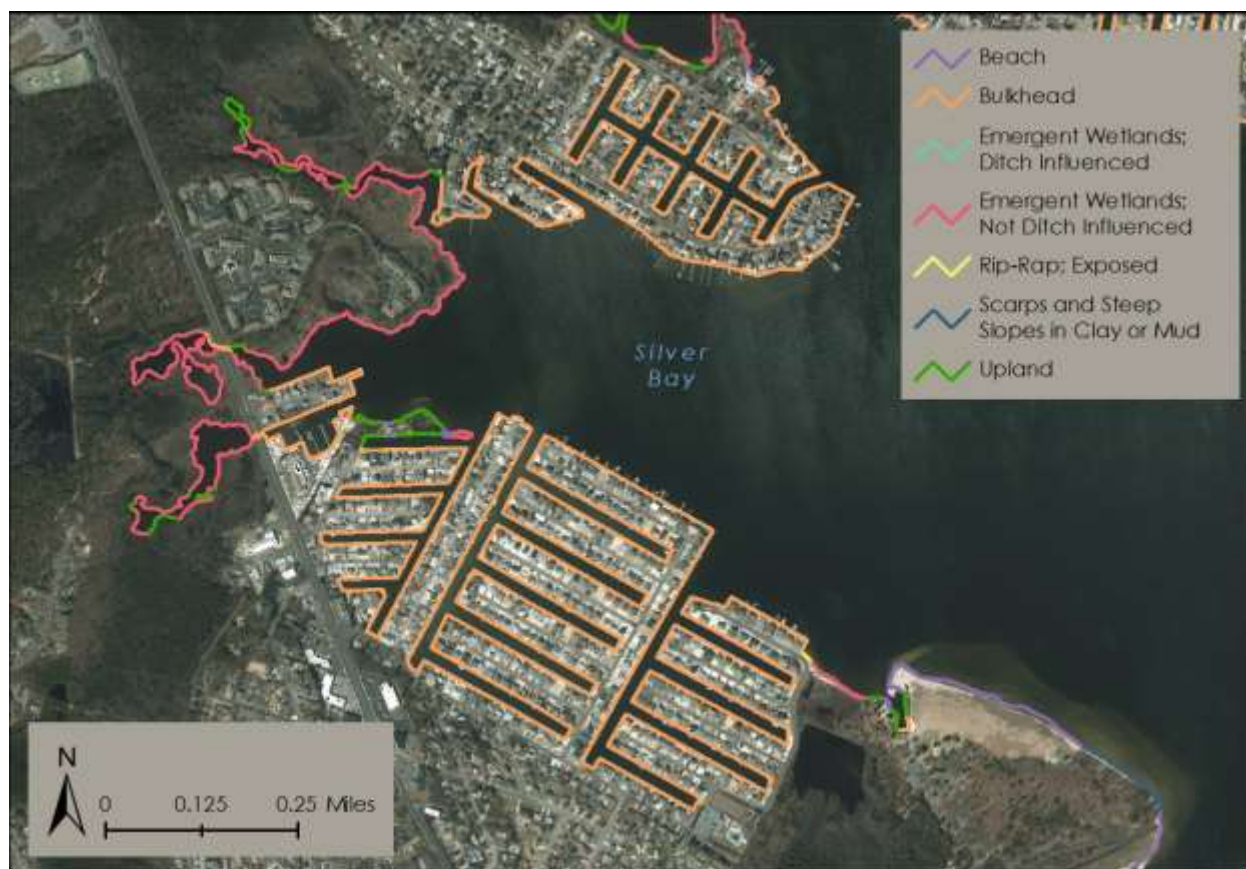 Beach
Bulkhead
Emergent Wetlands;
Ditch Influenced
Emergent Wetlands;
Not Ditch Influenced
Rip-Rap; Exposed
Scarps and Steep
Slopes in Clay or Mud
Upland
Silver
Bay
N
0 0.125 0.25 Miles